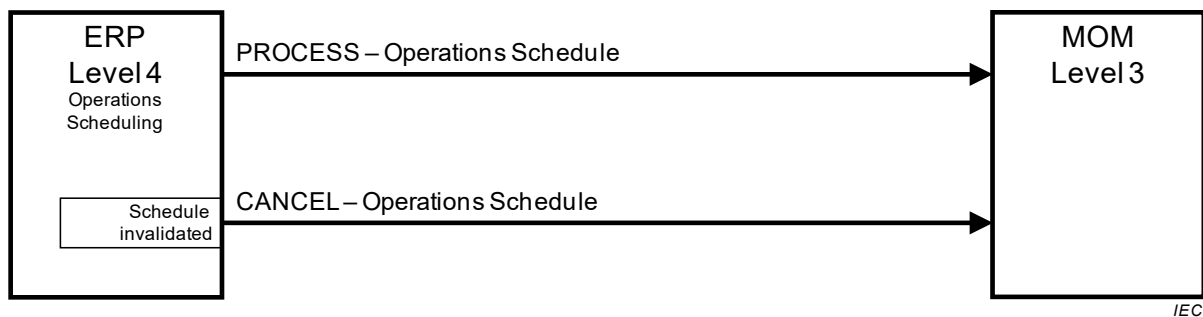 ERP
Level 4
Operations
Scheduling
PROCESS – Operations Schedule
MOM
Level 3
Schedule
invalidated
CANCEL – Operations Schedule
IEC